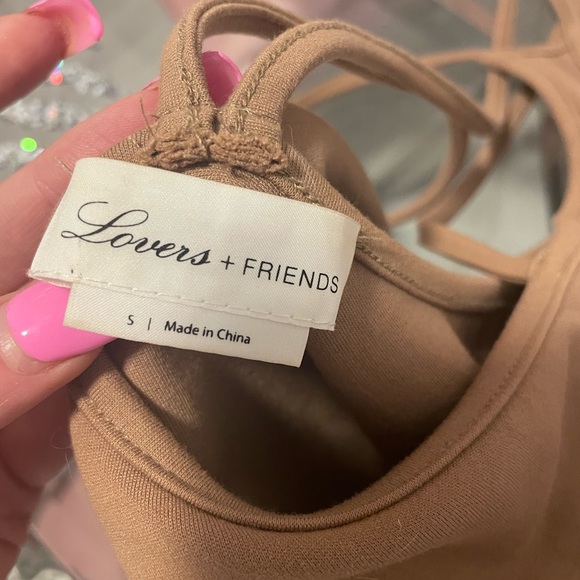 Lovers + FRIENDS
S | Made in China